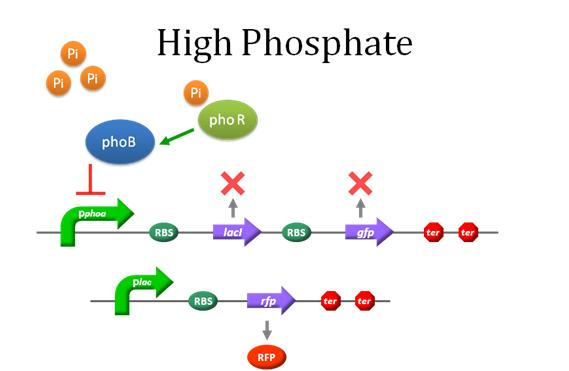 High Phosphate
Pi
Pi
Pi
Pi
phoR
phoB
Pphoa
RBS
lacI
RBS
gfp
ter
ter
Plac
RBS
rfp
ter
ter
RFP